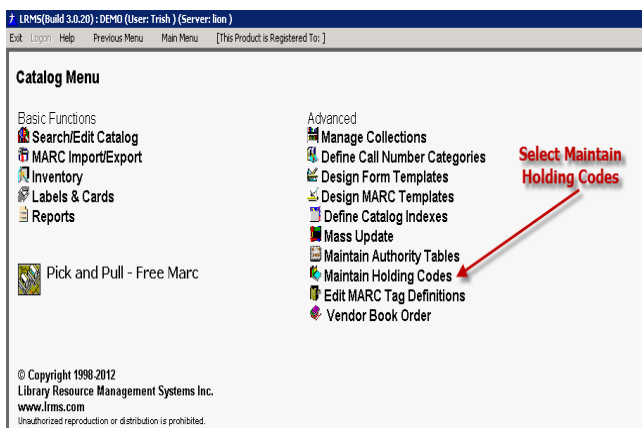 LRMS(Build 3.0.20) : DEMO (User: Trish ) (Server: lion )
Exit Logon Help Previous Menu Main Menu [This Product is Registered To: ]
Catalog Menu
Basic Functions
Search/Edit Catalog
MARC Import/Export
Inventory
Labels & Cards
Reports
Pick and Pull - Free Marc
Advanced
Manage Collections
Define Call Number Categories
Design Form Templates
Design MARC Templates
Define Catalog Indexes
Mass Update
Maintain Authority Tables
Maintain Holding Codes
Edit MARC Tag Definitions
Vendor Book Order
Select Maintain
Holding Codes
© Copyright 1998-2012
Library Resource Management Systems Inc.
www.lrms.com
Unauthorized reproduction or distribution is prohibited.